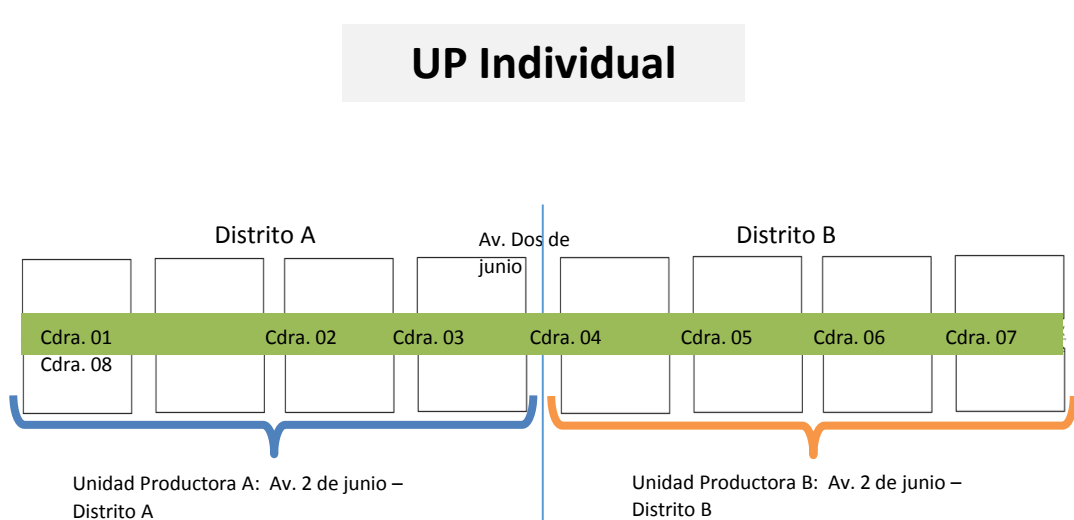 UP Individual
Distrito A
Av. Dos de
junio
Distrito B
Cdra. 01 Cdra. 02 Cdra. 03 Cdra. 04 Cdra. 05 Cdra. 06 Cdra. 07
Cdra. 08
Unidad Productora A: Av. 2 de junio –
Distrito A
Unidad Productora B: Av. 2 de junio –
Distrito B